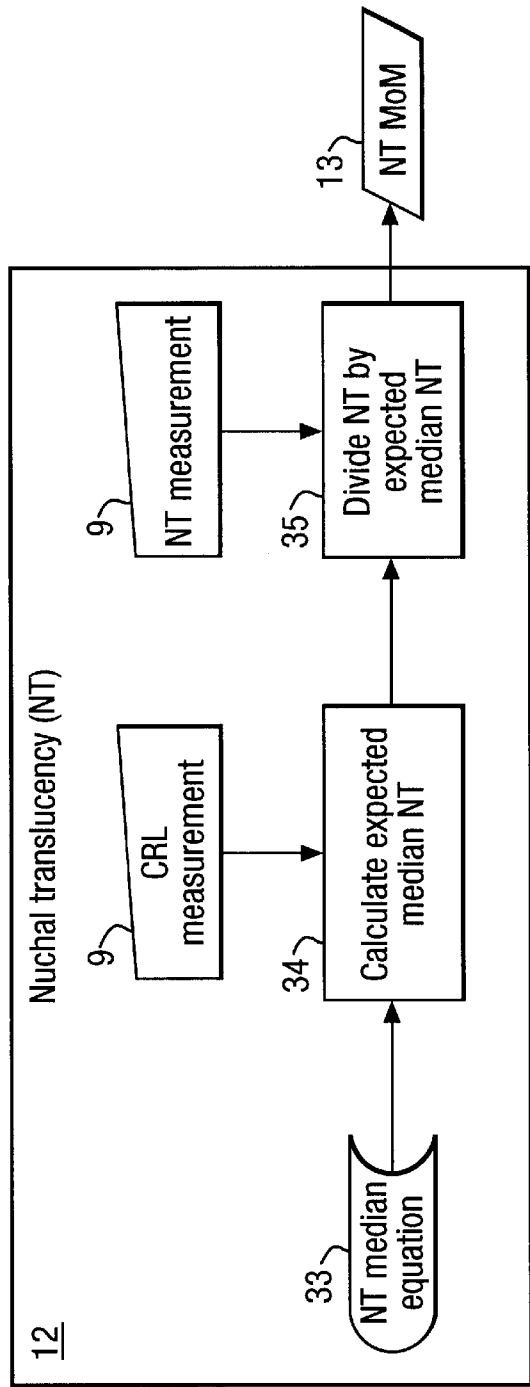 12
Nuchal translucency (NT)
9
CRL
measurement
9
NT measurement
33
NT median
equation
34
Calculate expected
median NT
35
Divide NT by
expected
median NT
13
NT MoM